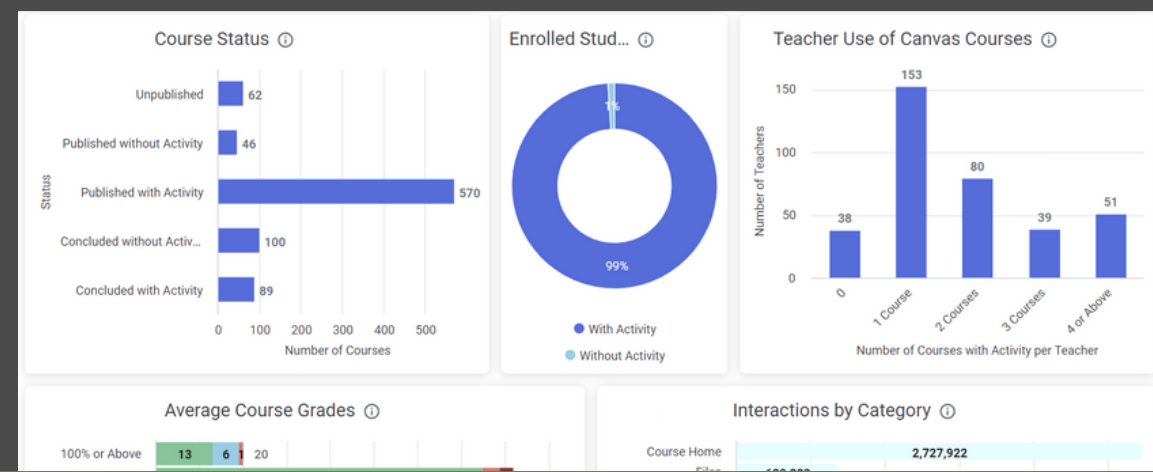 Course Status
Unpublished
62
Published without Activity
46
Status
Published with Activity
570
Concluded without Activ...
100
Concluded with Activity
89
0 100 200 300 400 500
Number of Courses
Enrolled Stud...
1%
99%
With Activity
Without Activity
Teacher Use of Canvas Courses
Number of Teachers
150
100
50
0
38
153
80
39
51
0
1 Course
2 Courses
3 Courses
4 or Above
Number of Courses with Activity per Teacher
Average Course Grades
100% or Above 13 6 1 20
Interactions by Category
Course Home 2,727,922